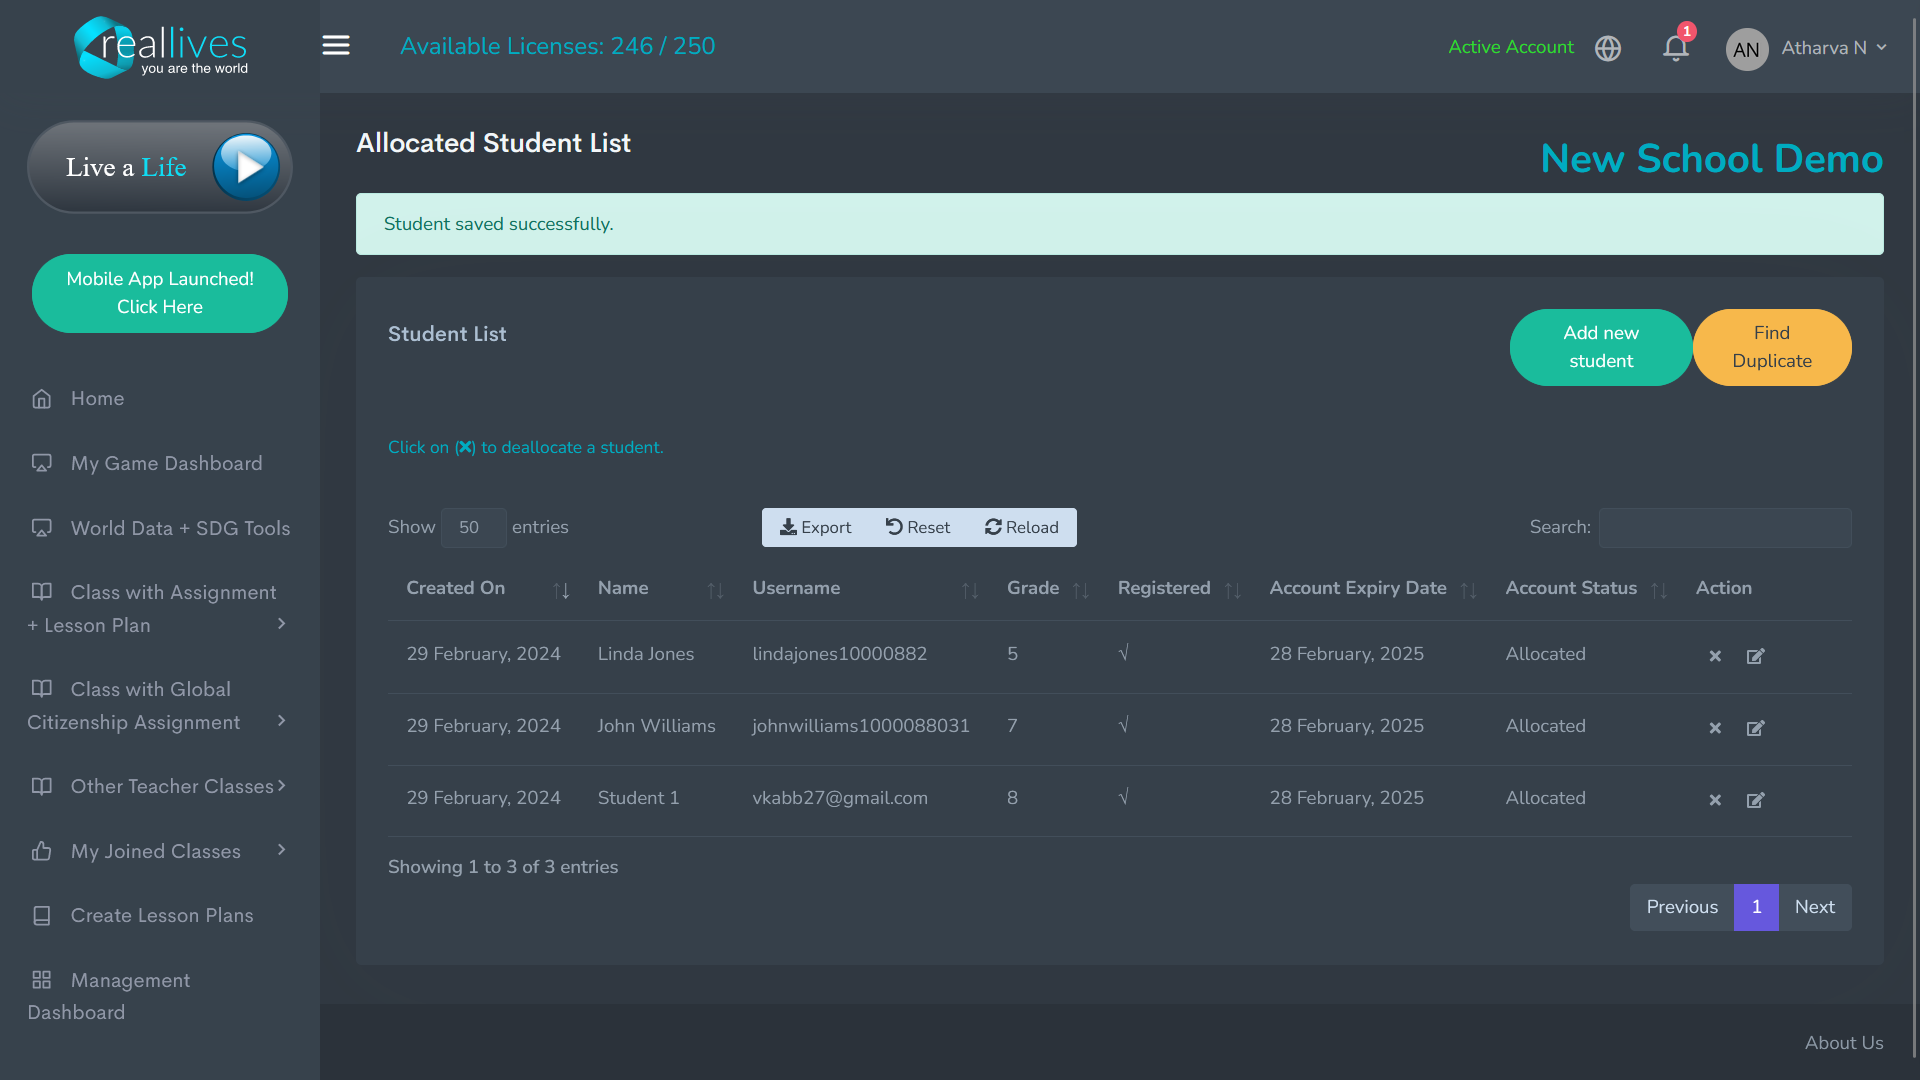 reallives
you are the world
Available Licenses: 246 / 250
Active Account
1
AN
Atharva N
Live a Life
Mobile App Launched!
Click Here
Home
My Game Dashboard
World Data + SDG Tools
Class with Assignment
+ Lesson Plan
Class with Global
Citizenship Assignment
Other Teacher Classes
My Joined Classes
Create Lesson Plans
Management
Dashboard
Allocated Student List
New School Demo
Student saved successfully.
Student List
Add new
student
Find
Duplicate
Click on (×) to deallocate a student.
Show 50 entries
Export Reset Reload
Search:
Created On Name Username Grade Registered Account Expiry Date Account Status Action
29 February, 2024 Linda Jones lindajones10000882 5 √ 28 February, 2025 Allocated
29 February, 2024 John Williams johnwilliams1000088031 7 √ 28 February, 2025 Allocated
29 February, 2024 Student 1 vkabb27@gmail.com 8 √ 28 February, 2025 Allocated
Showing 1 to 3 of 3 entries
Previous 1 Next
About Us